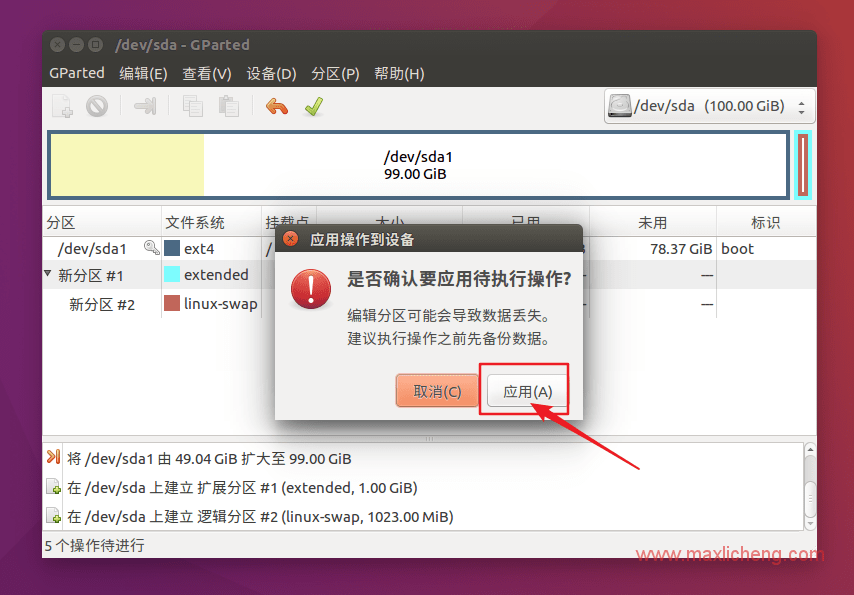 /dev/sda - GParted
GParted 编辑(E) 查看(V) 设备(D) 分区(P) 帮助(H)
/dev/sda (100.00 GiB)
/dev/sda1
99.00 GiB
分区 文件系统 挂载点 大小 已用 未用 标识
/dev/sda1 ext4 / 78.37 GiB boot
新分区 #1 extended ---
新分区 #2 linux-swap ---
应用操作到设备
是否确认要应用待执行操作?
编辑分区可能会导致数据丢失。
建议执行操作之前先备份数据。
取消(C) 应用(A)
将 /dev/sda1 由 49.04 GiB 扩大至 99.00 GiB
在 /dev/sda 上建立 扩展分区 #1 (extended, 1.00 GiB)
在 /dev/sda 上建立 逻辑分区 #2 (linux-swap, 1023.00 MiB)
5 个操作待进行
www.maxlicheng.com